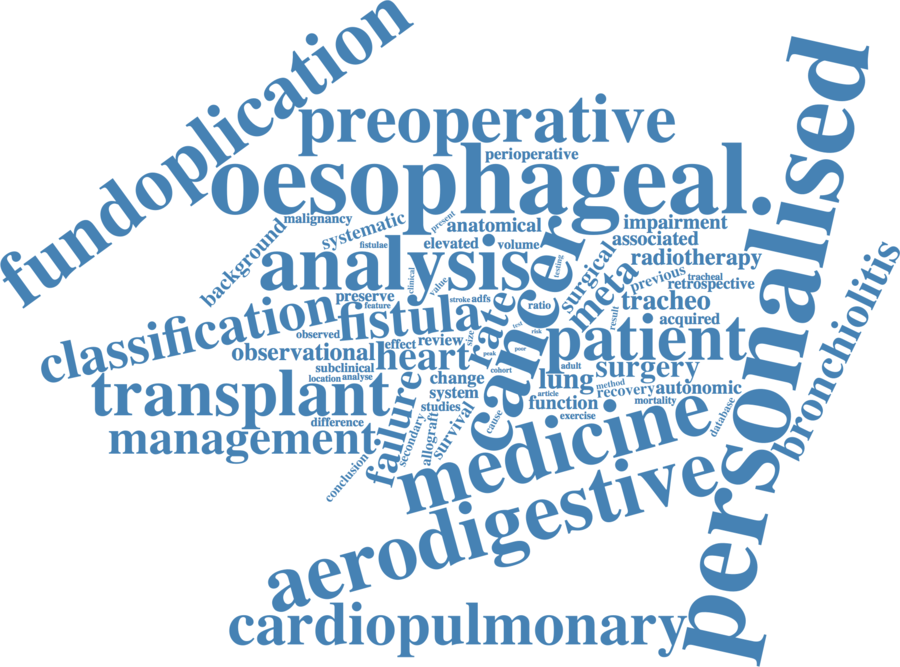 fundoplication
preoperative
personalised
perioperative
oesophageal
malignancy
systematic
present
anatomical
impairment
background
fistulae
elevated
volume
cancer
associated
analysis
clinical
value
testing
surgical
meta
radiotherapy
previous
tracheal
retrospective
bronchiolitis
classification
preserve
feature
stroke
adfs
rate
ratio
tracheo
result
acquired
observed
fistula
size
test
risk
patient
observational
effect
review
heart
peak
poor
subclinical
location
analyse
change
cohort
adult
lung
surgery
method
recovery
autonomic
transplant
failure
system
article
function
mortality
studies
exercise
difference
management
secondary
allograft
survival
cause
medicine
database
conclusion
aerodigestive
cardiopulmonary